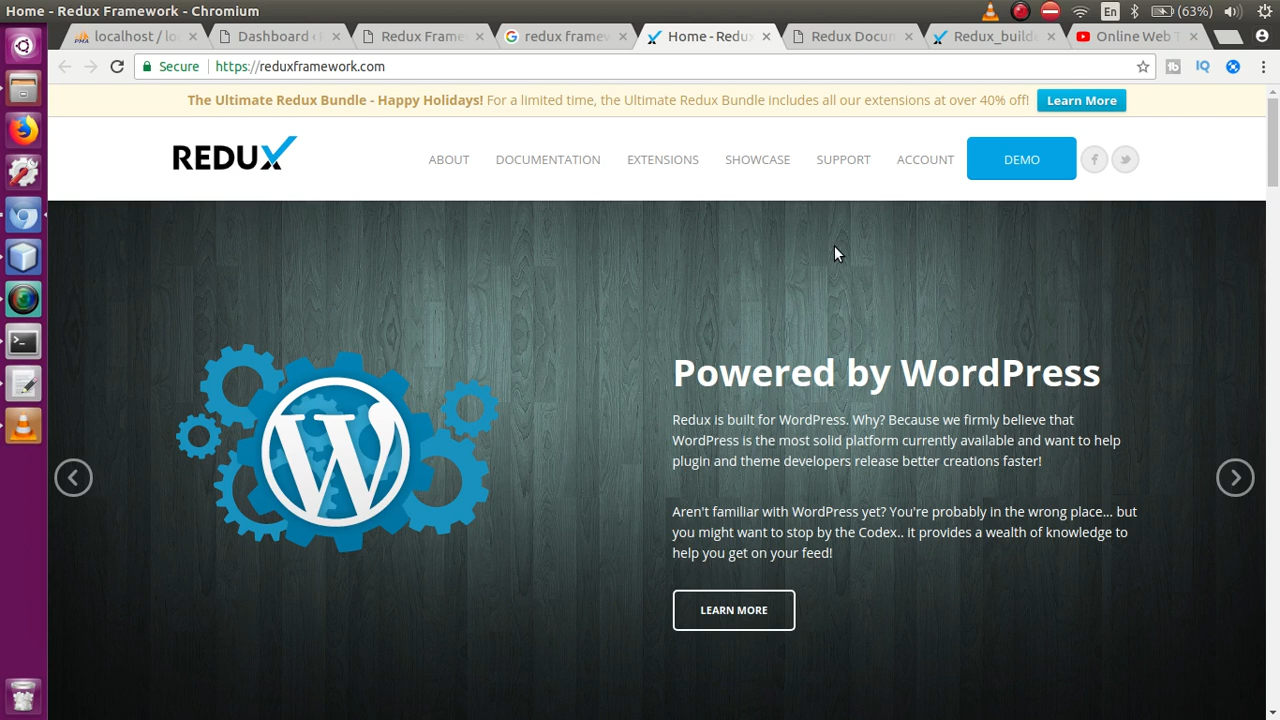 Home - Redux Framework - Chromium
En
(63%)
localhost / lo
Dashboard ‹
Redux Frame
redux framew
Home - Redux
Redux Docum
Redux_builde
Online Web T
Secure
https://reduxframework.com
IQ
The Ultimate Redux Bundle - Happy Holidays! For a limited time, the Ultimate Redux Bundle includes all our extensions at over 40% off!
Learn More
REDUX
ABOUT
DOCUMENTATION
EXTENSIONS
SHOWCASE
SUPPORT
ACCOUNT
DEMO
f
W
Powered by WordPress
Redux is built for WordPress. Why? Because we firmly believe that
WordPress is the most solid platform currently available and want to help
plugin and theme developers release better creations faster!
Aren't familiar with WordPress yet? You're probably in the wrong place... but
you might want to stop by the Codex.. it provides a wealth of knowledge to
help you get on your feed!
LEARN MORE